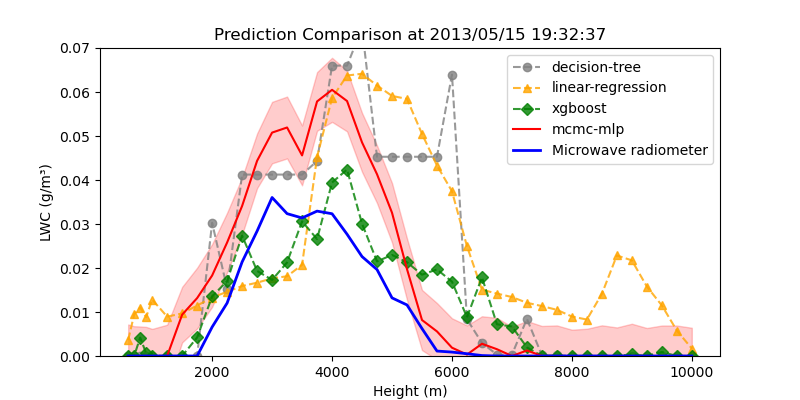 Prediction Comparison at 2013/05/15 19:32:37
0.07
0.06
0.05
0.04
0.03
0.02
0.01
0.00
LWC (g/m³)
decision-tree
linear-regression
xgboost
mcmc-mlp
Microwave radiometer
2000 4000 6000 8000 10000
Height (m)